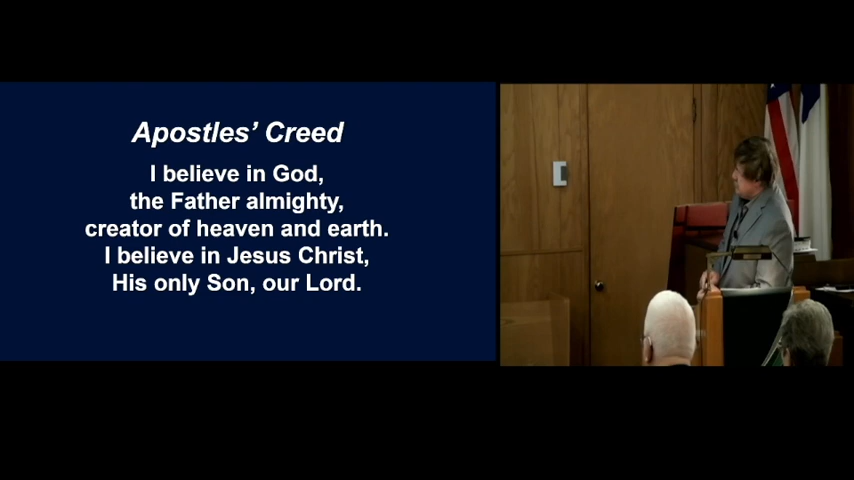 Apostles’ Creed
I believe in God,
the Father almighty,
creator of heaven and earth.
I believe in Jesus Christ,
His only Son, our Lord.